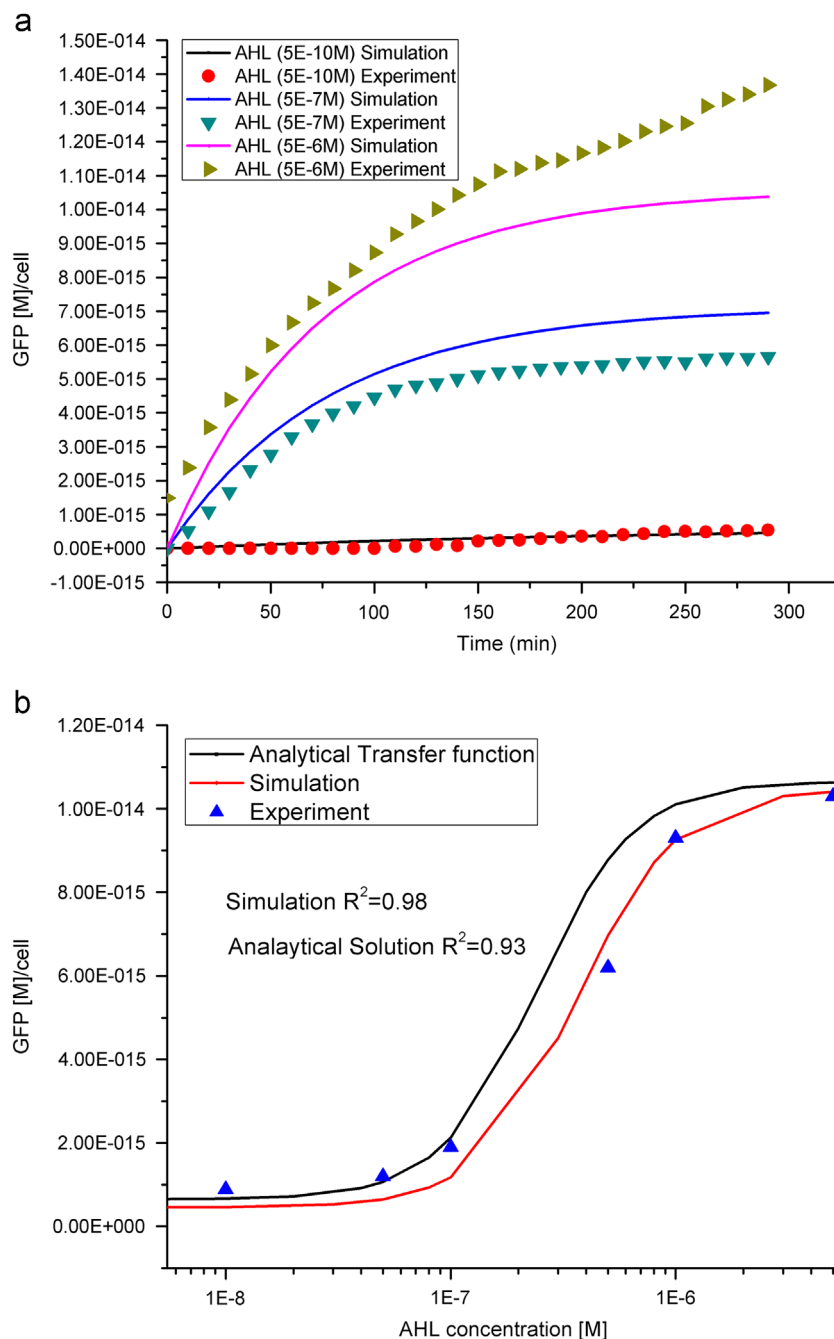 a
1.50E-014
1.40E-014
1.30E-014
1.20E-014
1.10E-014
1.00E-014
9.00E-015
8.00E-015
7.00E-015
6.00E-015
5.00E-015
4.00E-015
3.00E-015
2.00E-015
1.00E-015
0.00E+000
-1.00E-015
GFP [M]/cell
AHL (5E-10M) Simulation
AHL (5E-10M) Experiment
AHL (5E-7M) Simulation
AHL (5E-7M) Experiment
AHL (5E-6M) Simulation
AHL (5E-6M) Experiment
0 50 100 150 200 250 300
Time (min)
b
1.20E-014
1.00E-014
8.00E-015
6.00E-015
4.00E-015
2.00E-015
0.00E+000
GFP [M]/cell
Analytical Transfer function
Simulation
Experiment
Simulation R²=0.98
Analaytical Solution R²=0.93
1E-8 1E-7 1E-6
AHL concentration [M]